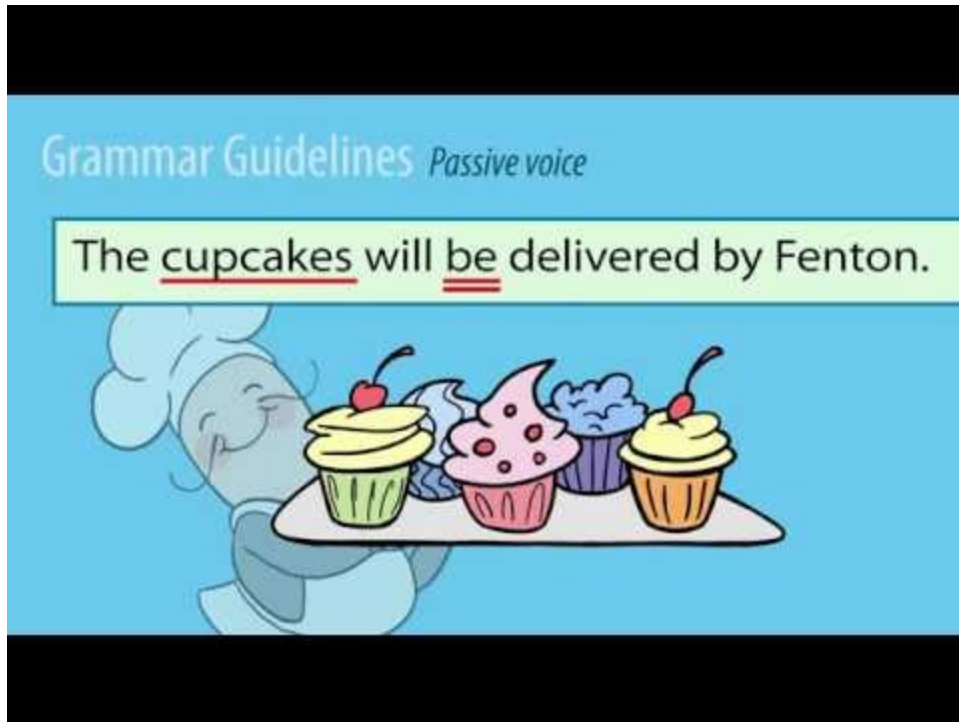 Grammar Guidelines Passive voice
The cupcakes will be delivered by Fenton.